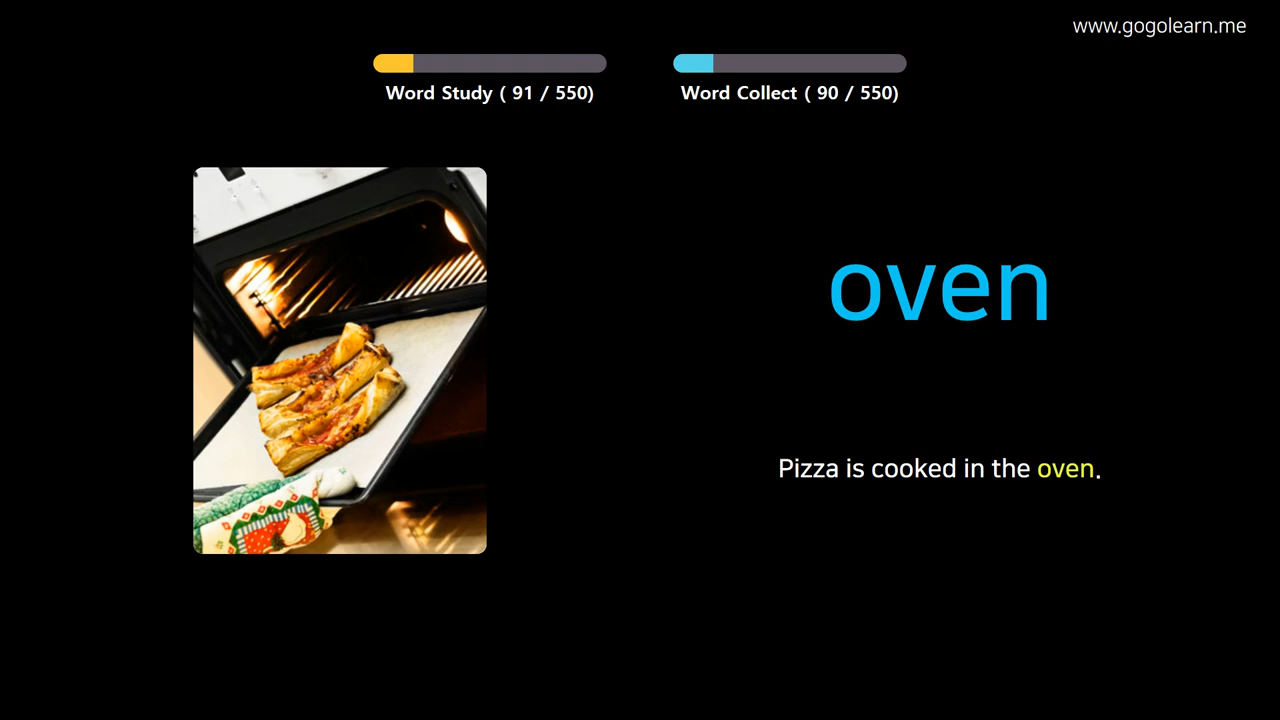 www.gogolearn.me
Word Study ( 91 / 550)
Word Collect ( 90 / 550)
oven
Pizza is cooked in the oven.